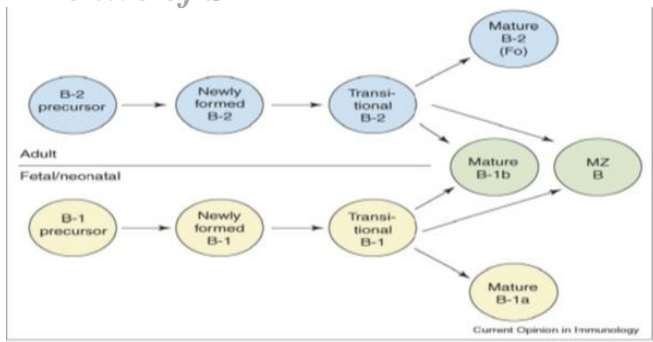 Mature
B-2
(Fo)
B-2
precursor
Newly
formed
B-2
Transi-
tional
B-2
Adult
Fetal/neonatal
Mature
B-1b
MZ
B
B-1
precursor
Newly
formed
B-1
Transi-
tional
B-1
Mature
B-1a
Current Opinion in Immunology